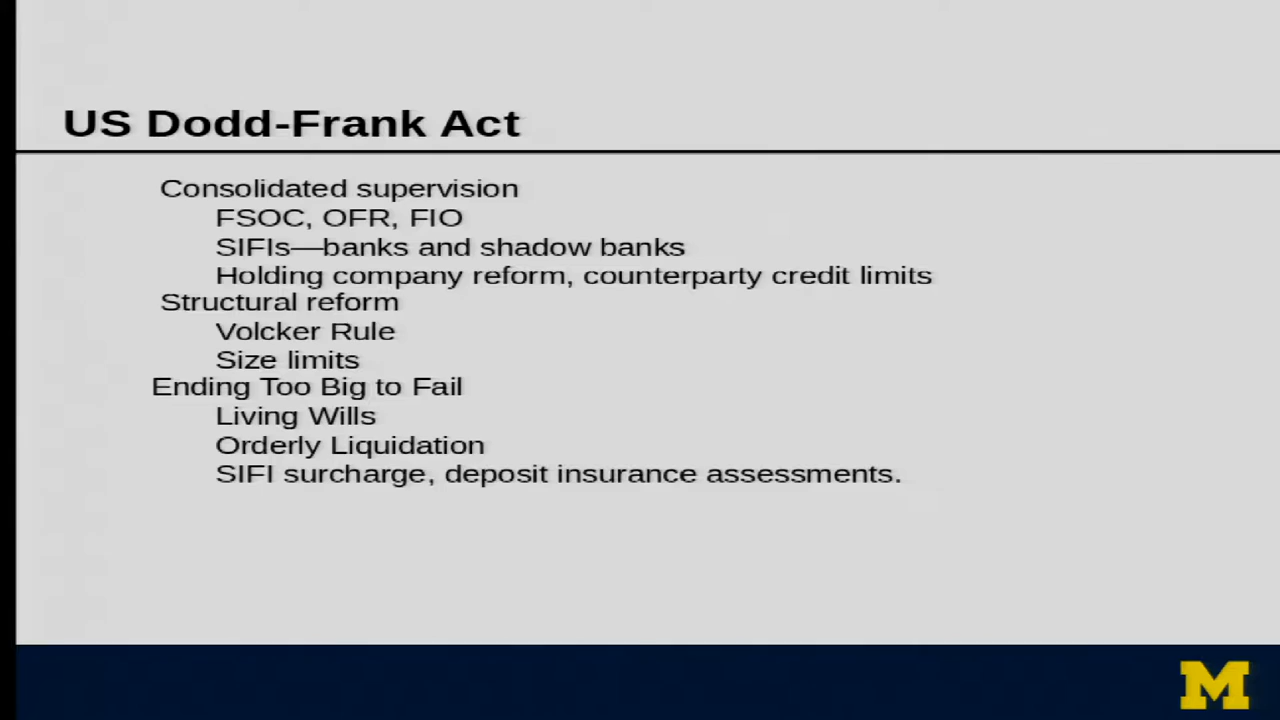 US Dodd-Frank Act
Consolidated supervision
FSOC, OFR, FIO
SIFIs—banks and shadow banks
Holding company reform, counterparty credit limits
Structural reform
Volcker Rule
Size limits
Ending Too Big to Fail
Living Wills
Orderly Liquidation
SIFI surcharge, deposit insurance assessments.
M